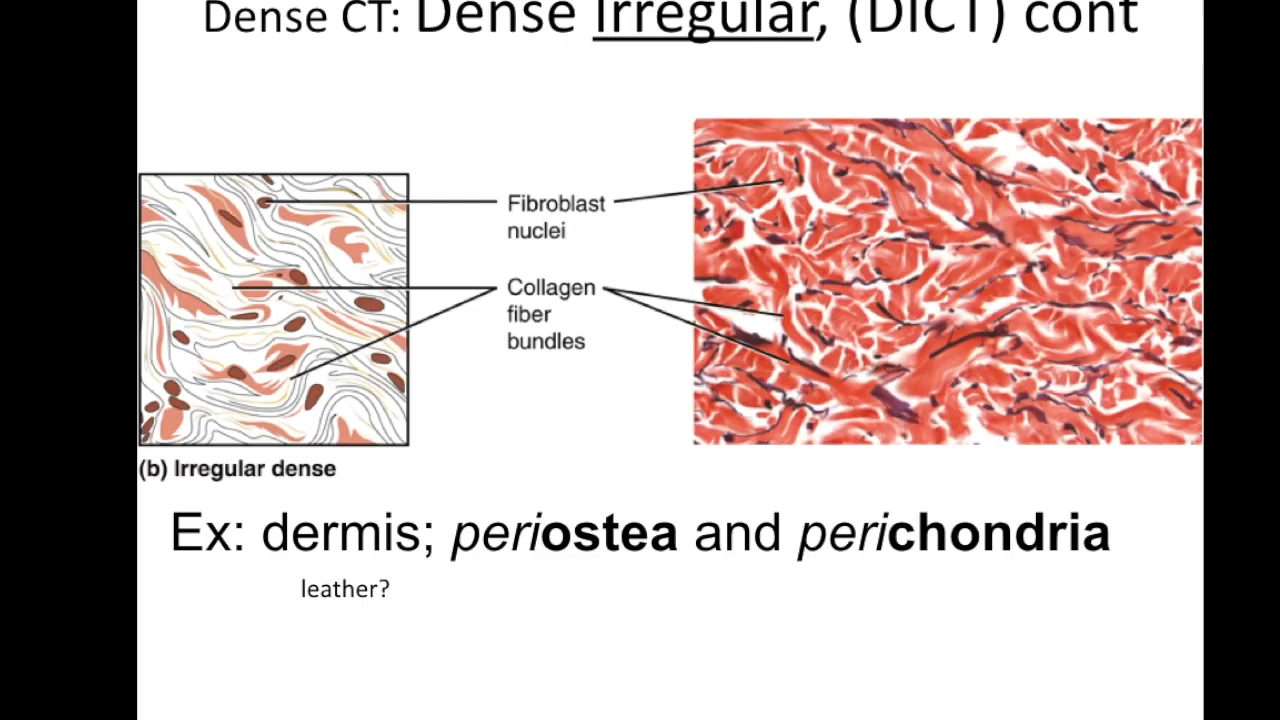 Dense CT: Dense Irregular, (DICT) cont
Fibroblast
nuclei
Collagen
fiber
bundles
(b) Irregular dense
Ex: dermis; periostea and perichondria
leather?